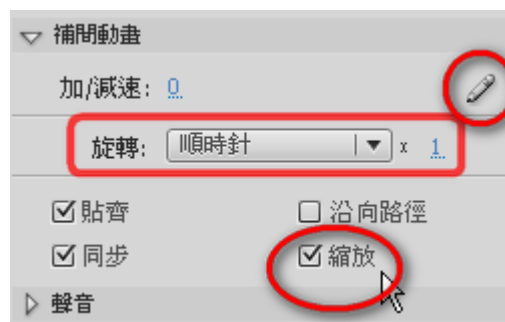 補間動畫
加/減速: 0
旋轉: 順時針 x 1
貼齊 沿向路徑
同步 縮放
聲音